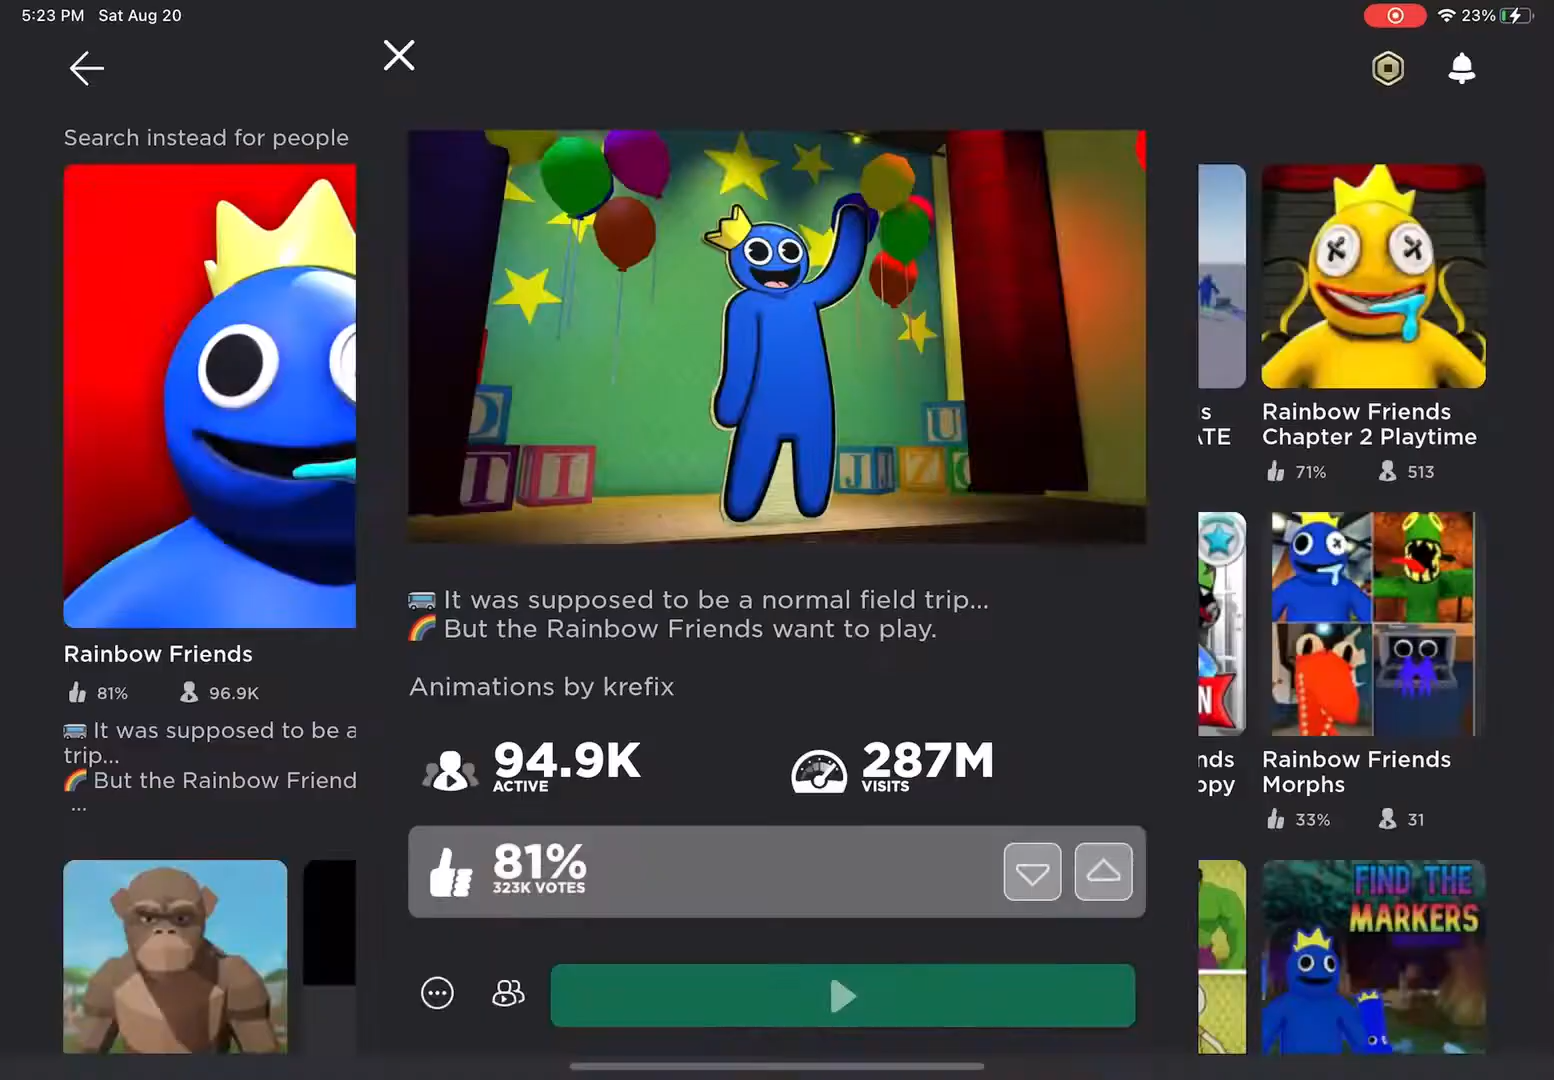 5:23 PM Sat Aug 20
23%
Search instead for people
Rainbow Friends
81% 96.9K
It was supposed to be a
trip...
But the Rainbow Friend
...
It was supposed to be a normal field trip...
But the Rainbow Friends want to play.
Animations by krefix
94.9K
ACTIVE
287M
VISITS
81%
323K VOTES
Rainbow Friends
Chapter 2 Playtime
71% 513
Rainbow Friends
Morphs
33% 31
FIND THE
MARKERS